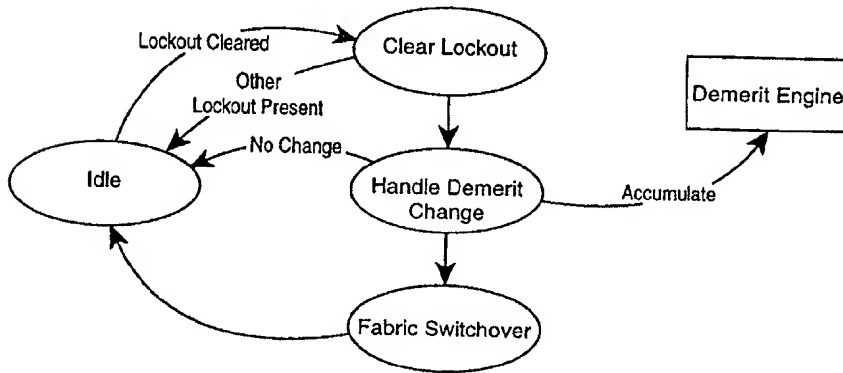 Lockout Cleared
Clear Lockout
Other
Lockout Present
Demerit Engine
No Change
Idle
Handle Demerit
Change
Accumulate
Fabric Switchover